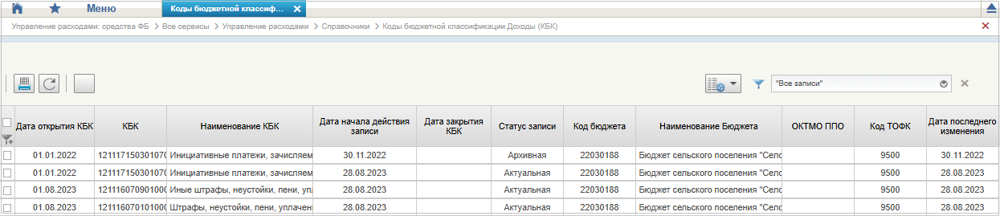 Меню Коды бюджетной классиф...
Управление расходами: средства ФБ > Все сервисы > Управление расходами > Справочники > Коды бюджетной классификации Доходы (КБК)
"Все записи"
Дата открытия КБК КБК Наименование КБК Дата начала действия записи Дата закрытия КБК Статус записи Код бюджета Наименование Бюджета ОКТМО ППО Код ТОФК Дата последнего изменения
01.01.2022 121117150301070 Инициативные платежи, зачисляем 30.11.2022 Архивная 22030188 Бюджет сельского поселения "Село 9500 30.11.2022
01.01.2022 121117150301070 Инициативные платежи, зачисляем 28.08.2023 Актуальная 22030188 Бюджет сельского поселения "Село 9500 28.08.2023
01.08.2023 121116070901000 Иные штрафы, неустойки, пени, упл 28.08.2023 Актуальная 22030188 Бюджет сельского поселения "Село 9500 28.08.2023
01.08.2023 121116070101000 Штрафы, неустойки, пени, уплачен 28.08.2023 Актуальная 22030188 Бюджет сельского поселения "Село 9500 28.08.2023